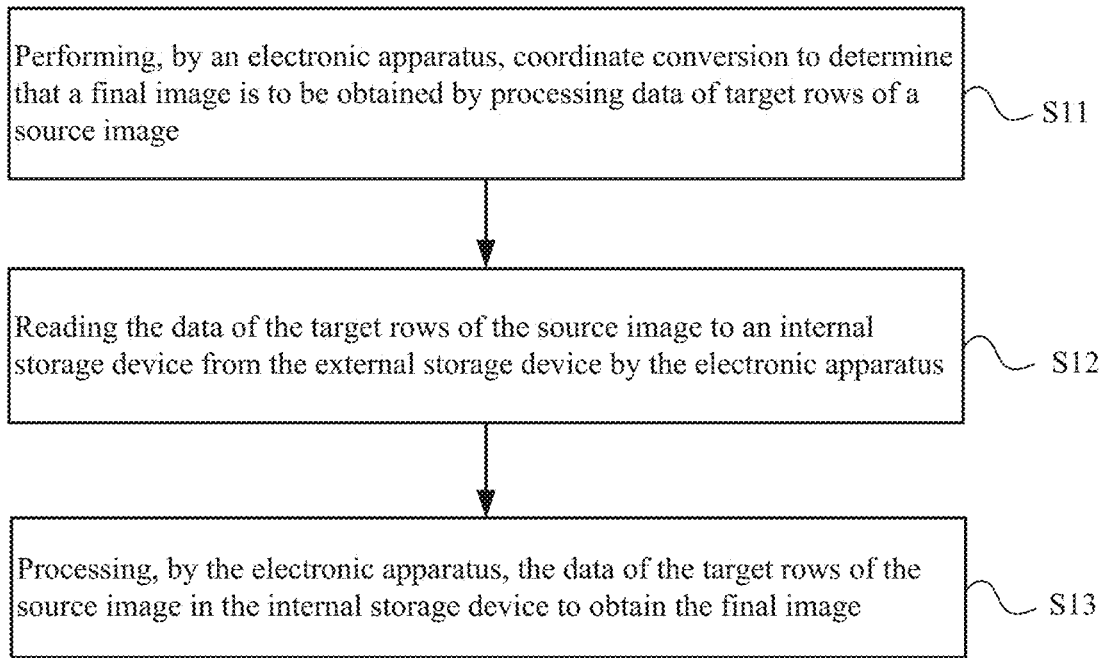 Performing, by an electronic apparatus, coordinate conversion to determine
that a final image is to be obtained by processing data of target rows of a
source image
S11
Reading the data of the target rows of the source image to an internal
storage device from the external storage device by the electronic apparatus
S12
Processing, by the electronic apparatus, the data of the target rows of the
source image in the internal storage device to obtain the final image
S13